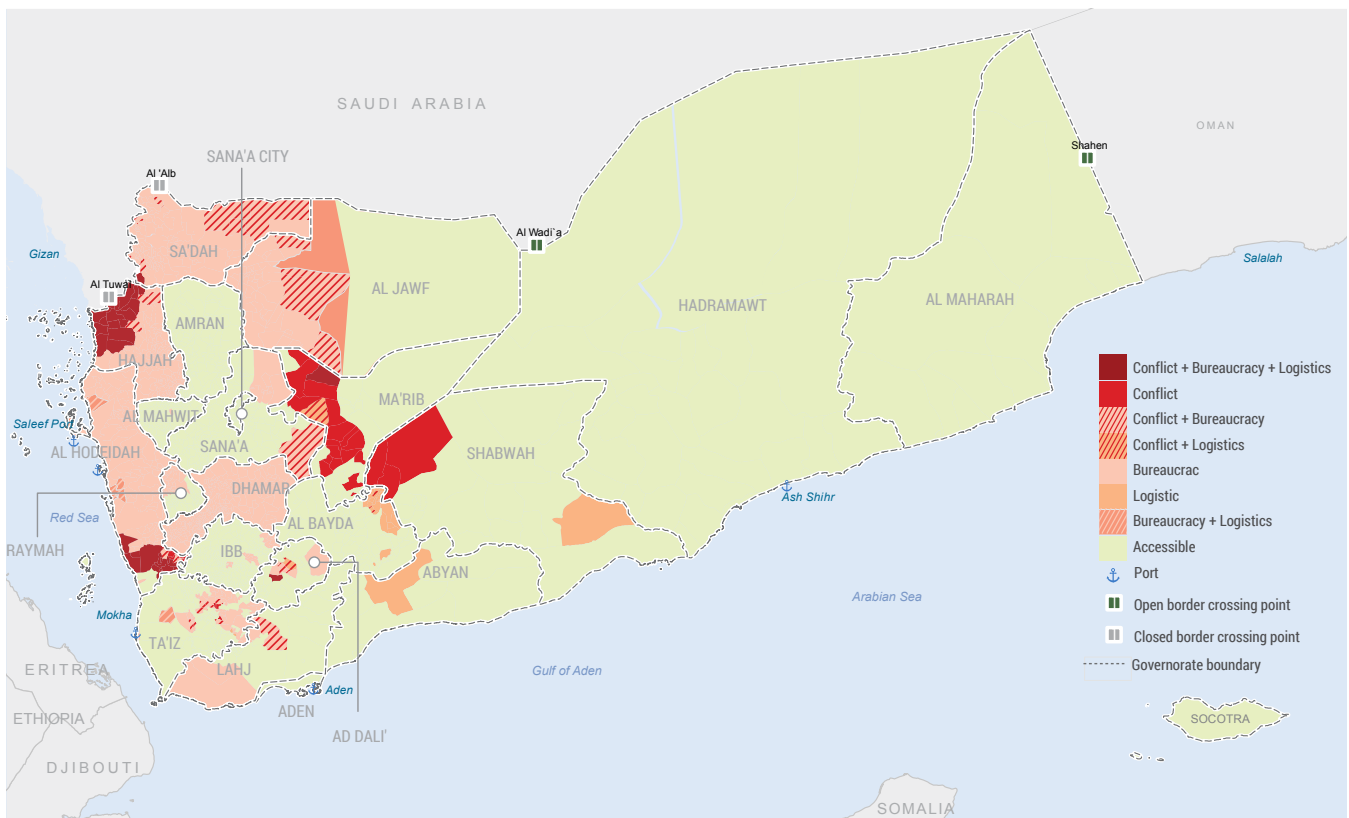 SAUDI ARABIA
OMAN
SANA'A CITY
Shahen
Al 'Alb
Al Wadi`a
SA'DAH
Gizan
Salalah
Al Tuwal
AL JAWF
HADRAMAWT
AL MAHARAH
AMRAN
HAJJAH
MA'RIB
AL MAHWIT
Saleef Port
AL HODEIDAH
SANA'A
SHABWAH
DHAMAR
Ash Shihr
Red Sea
AL BAYDA
RAYMAH
IBB
ABYAN
Arabian Sea
Mokha
TA'IZ
LAHJ
ERITREA
Gulf of Aden
Aden
ADEN
ETHIOPIA
AD DALI'
DJIBOUTI
SOCOTRA
SOMALIA
Conflict + Bureaucracy + Logistics
Conflict
Conflict + Bureaucracy
Conflict + Logistics
Bureaucrac
Logistic
Bureaucracy + Logistics
Accessible
Port
Open border crossing point
Closed border crossing point
Governorate boundary